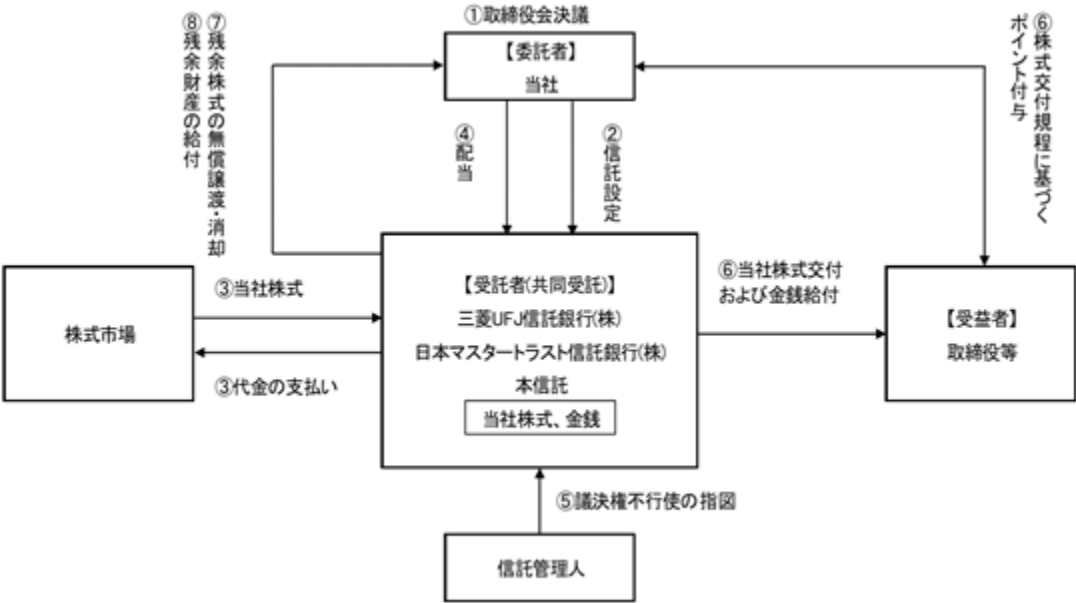 ①取締役会決議
【委託者】
当社
⑦残余株式の無償譲渡・消却
⑧残余財産の給付
④配当
②信託設定
⑥株式交付規程に基づく
ポイント付与
株式市場
③当社株式
③代金の支払い
【受託者(共同受託)】
三菱UFJ信託銀行(株)
日本マスタートラスト信託銀行(株)
本信託
当社株式、金銭
⑥当社株式交付
および金銭給付
【受益者】
取締役等
⑤議決権不行使の指図
信託管理人